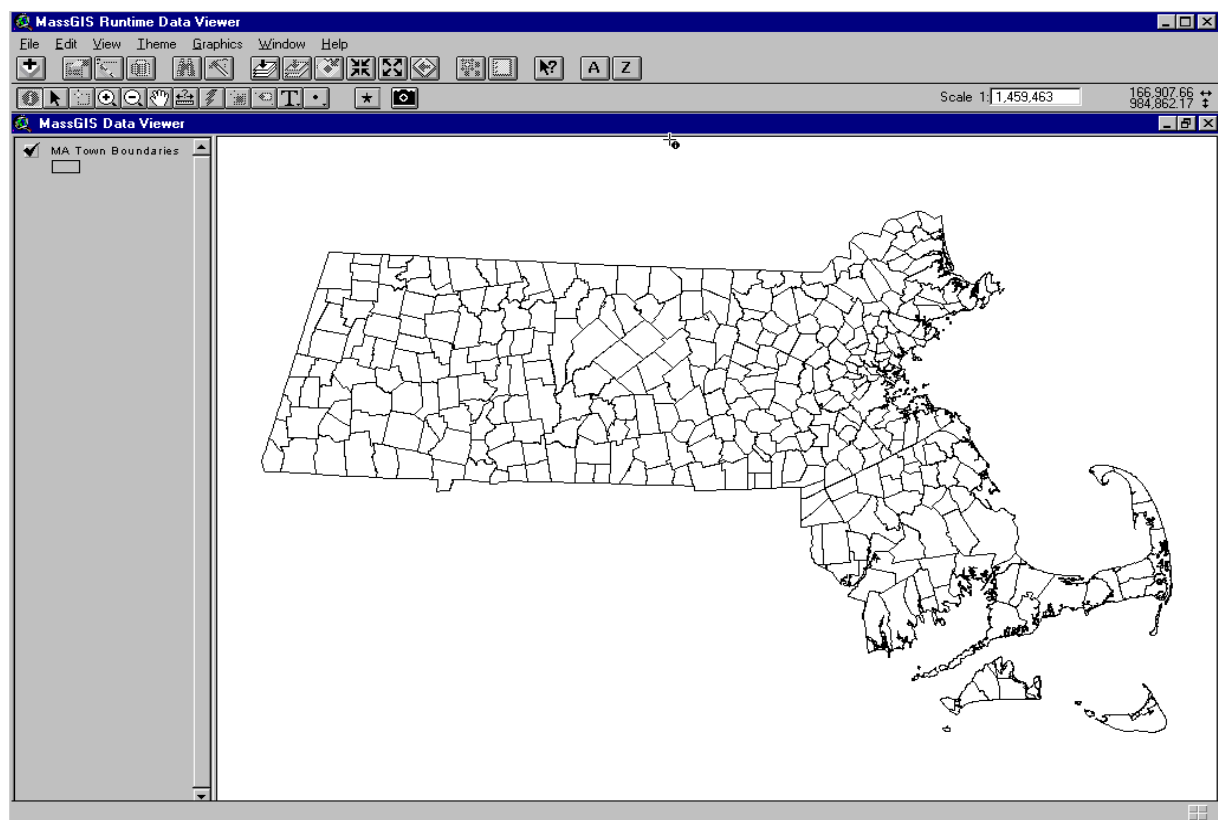 MassGIS Runtime Data Viewer
File Edit View Theme Graphics Window Help
A Z
T
Scale 1: 1,459,463
166,907.66
984,862.17
MassGIS Data Viewer
MA Town Boundaries